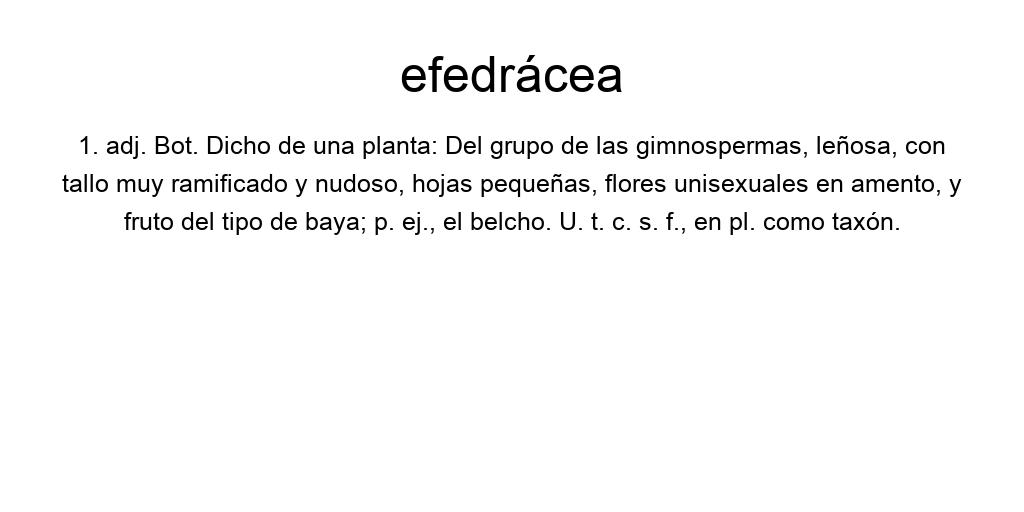 efedrácea
1. adj. Bot. Dicho de una planta: Del grupo de las gimnospermas, leñosa, con
tallo muy ramificado y nudoso, hojas pequeñas, flores unisexuales en amento, y
fruto del tipo de baya; p. ej., el belcho. U. t. c. s. f., en pl. como taxón.